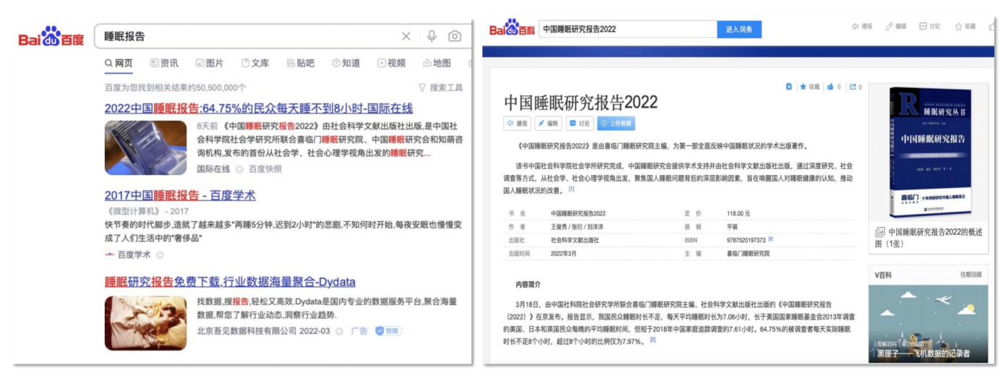 Bai百度
睡眠报告
网页 资讯 图片 文库 贴吧 知道 视频 地图
百度为您找到相关结果约50,500,000个 搜索工具
2022中国睡眠报告:64.75%的民众每天睡不到8小时-国际在线
8天前 《中国睡眠研究报告2022》由社会科学文献出版社出版,是中国社
会科学院社会学研究所联合喜临门睡眠研究院、中国睡眠研究会和知萌咨
询机构,发布的首份从社会学、社会心理学视角出发的睡眠研究...
国际在线 百度快照
2017中国睡眠报告 - 百度学术
《微型计算机》 - 2017
快节奏的时代脚步,造就了越来越多"再睡5分钟,迟到2小时"的悲剧,不知何时开始,每夜安眠也慢慢变
成了人们生活中的"奢侈品"
百度学术
睡眠研究报告免费下载,行业数据海量聚合-Dydata
找数据,搜报告,轻松又高效.Dydata是国内专业的数据服务平台,聚合海量
数据,帮您了解行业动态,洞察行业趋势.
北京吾见数据科技有限公司 2022-03 广告 保障
Bai百科
中国睡眠研究报告2022 进入词条
播报 编辑 讨论 收藏
收藏 0 0
中国睡眠研究报告2022
播报 编辑 讨论 上传视频
《中国睡眠研究报告2022》是由喜临门睡眠研究院主编，为第一部全面反映中国睡眠状况的学术出版著作。
该书中国社会科学院社会学所研究完成，中国睡眠研究会提供学术支持并由社会科学文献出版社出版，通过深度研究、社会
调查等方式，从社会学、社会心理学视角出发，聚焦国人睡眠问题背后的深层影响因素，旨在唤醒国人对睡眠健康的认知，推动
国人睡眠状况的改善。 [1]
书 名 中国睡眠研究报告2022 定 价 118.00 元
作 者 王俊秀 / 张衍 / 刘洋洋 装 帧 平装
出版社 社会科学文献出版社 ISBN 9787520197373 [2]
出版时间 2022年3月 主 编 喜临门睡眠研究院
内容简介
3月18日，由中国社科院社会研究学所联合喜临门睡眠研究院主编、社会科学文献出版社出版的《中国睡眠研究报告
（2022）》在京发布。报告显示，我国民众睡眠时长不足，每天平均睡眠时长为7.06小时，长于美国国家睡眠基金会2013年调查
的美国、日本和英国民众每晚的平均睡眠时间，但短于2018年中国家庭追踪调查的7.61小时。64.75%的被调查者每天实际睡眠
时长不足8个小时，超过8个小时的比例仅为7.97%。 [2]
R
睡眠研究丛书
中国睡眠研究报告
喜临门 十年持续研究中国人睡眠变迁
中国睡眠研究报告2022的概述
图（1张）
V百科 往期回顾
黑匣子——飞机数据的记录者